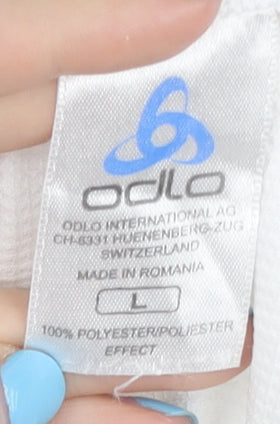 odlo
ODLO INTERNATIONAL AG
CH-6331 HUENENBERG-ZUG
SWITZERLAND
MADE IN ROMANIA
L
100% POLYESTER/POLIESTER
EFFECT